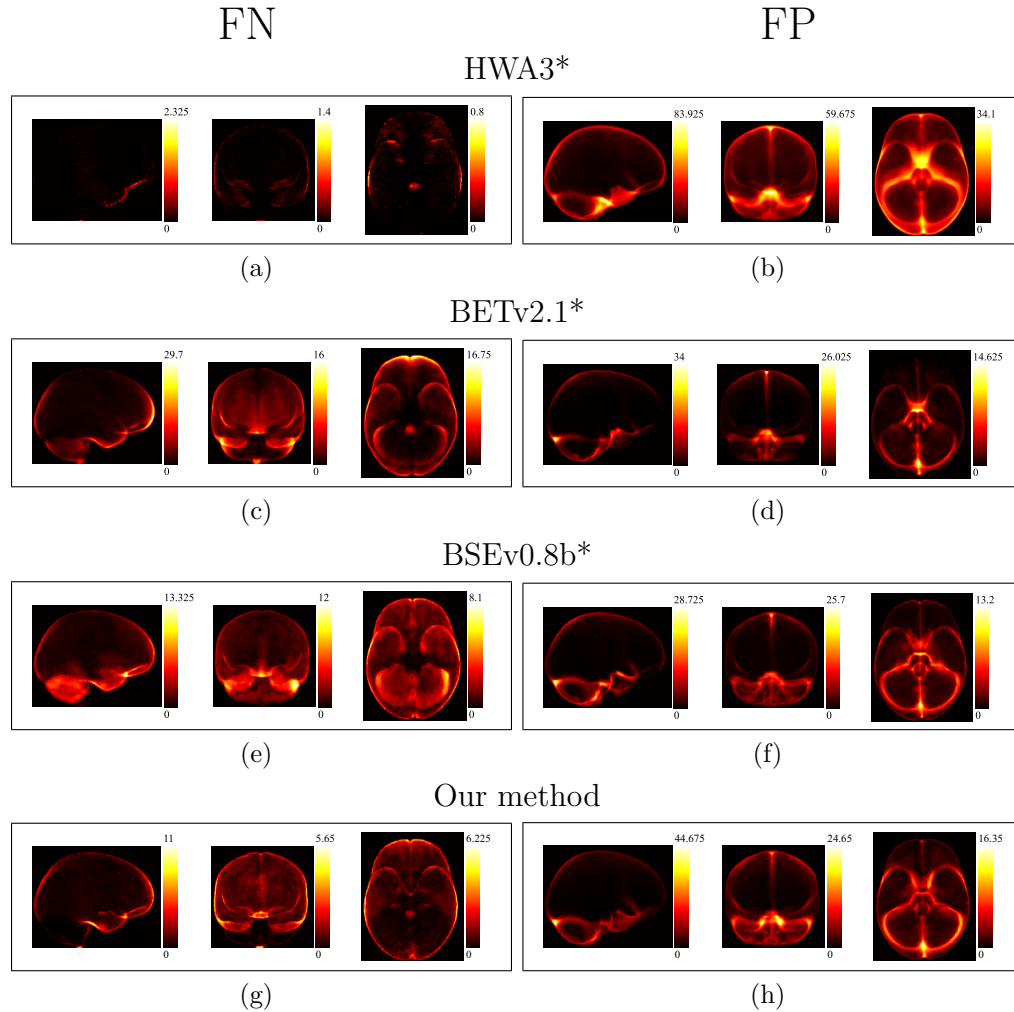 FN FP
HWA3*
2.325 1.4 0.8 83.925 59.675 34.1
0 0 0 0 0 0
(a) (b)
BETv2.1*
29.7 16 16.75 34 26.025 14.625
0 0 0 0 0 0
(c) (d)
BSEv0.8b*
13.325 12 8.1 28.725 25.7 13.2
0 0 0 0 0 0
(e) (f)
Our method
11 5.65 6.225 44.675 24.65 16.35
0 0 0 0 0 0
(g) (h)